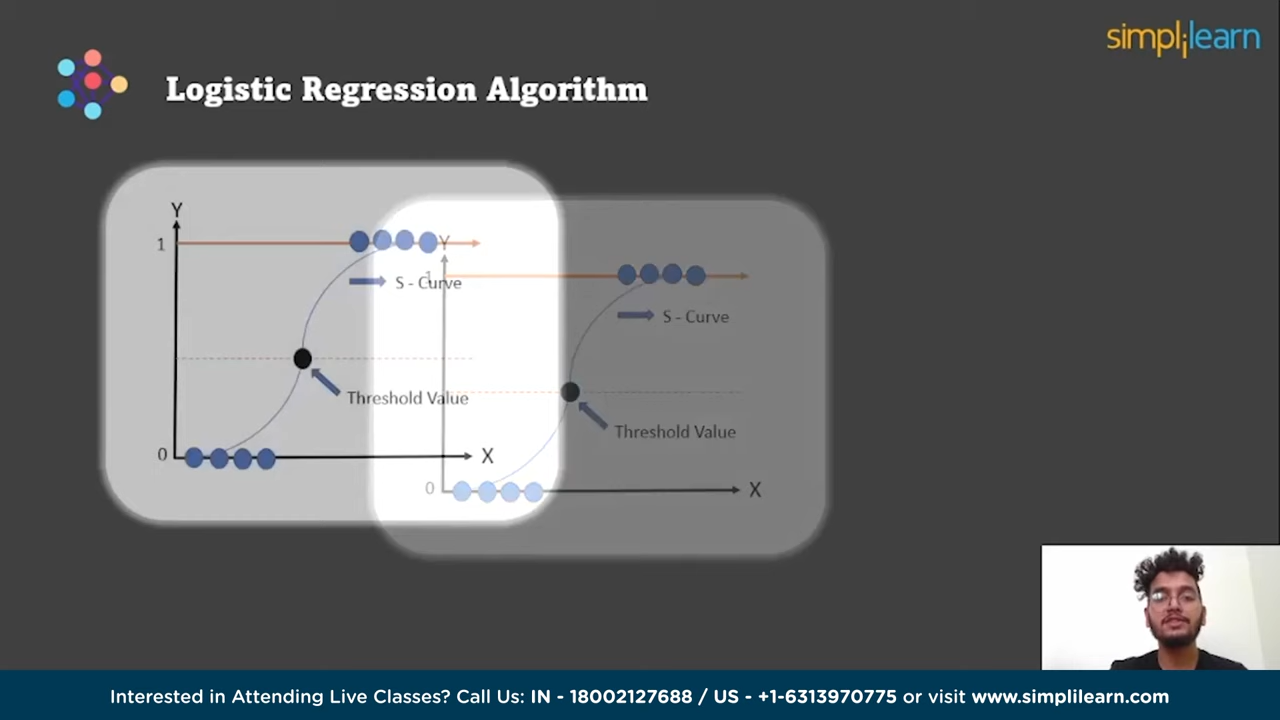 simplilearn
Logistic Regression Algorithm
Y
1
S - Curve
Threshold Value
0
X
Y
1
S - Curve
Threshold Value
0
X
Interested in Attending Live Classes? Call Us: IN - 18002127688 / US - +1-6313970775 or visit www.simplilearn.com